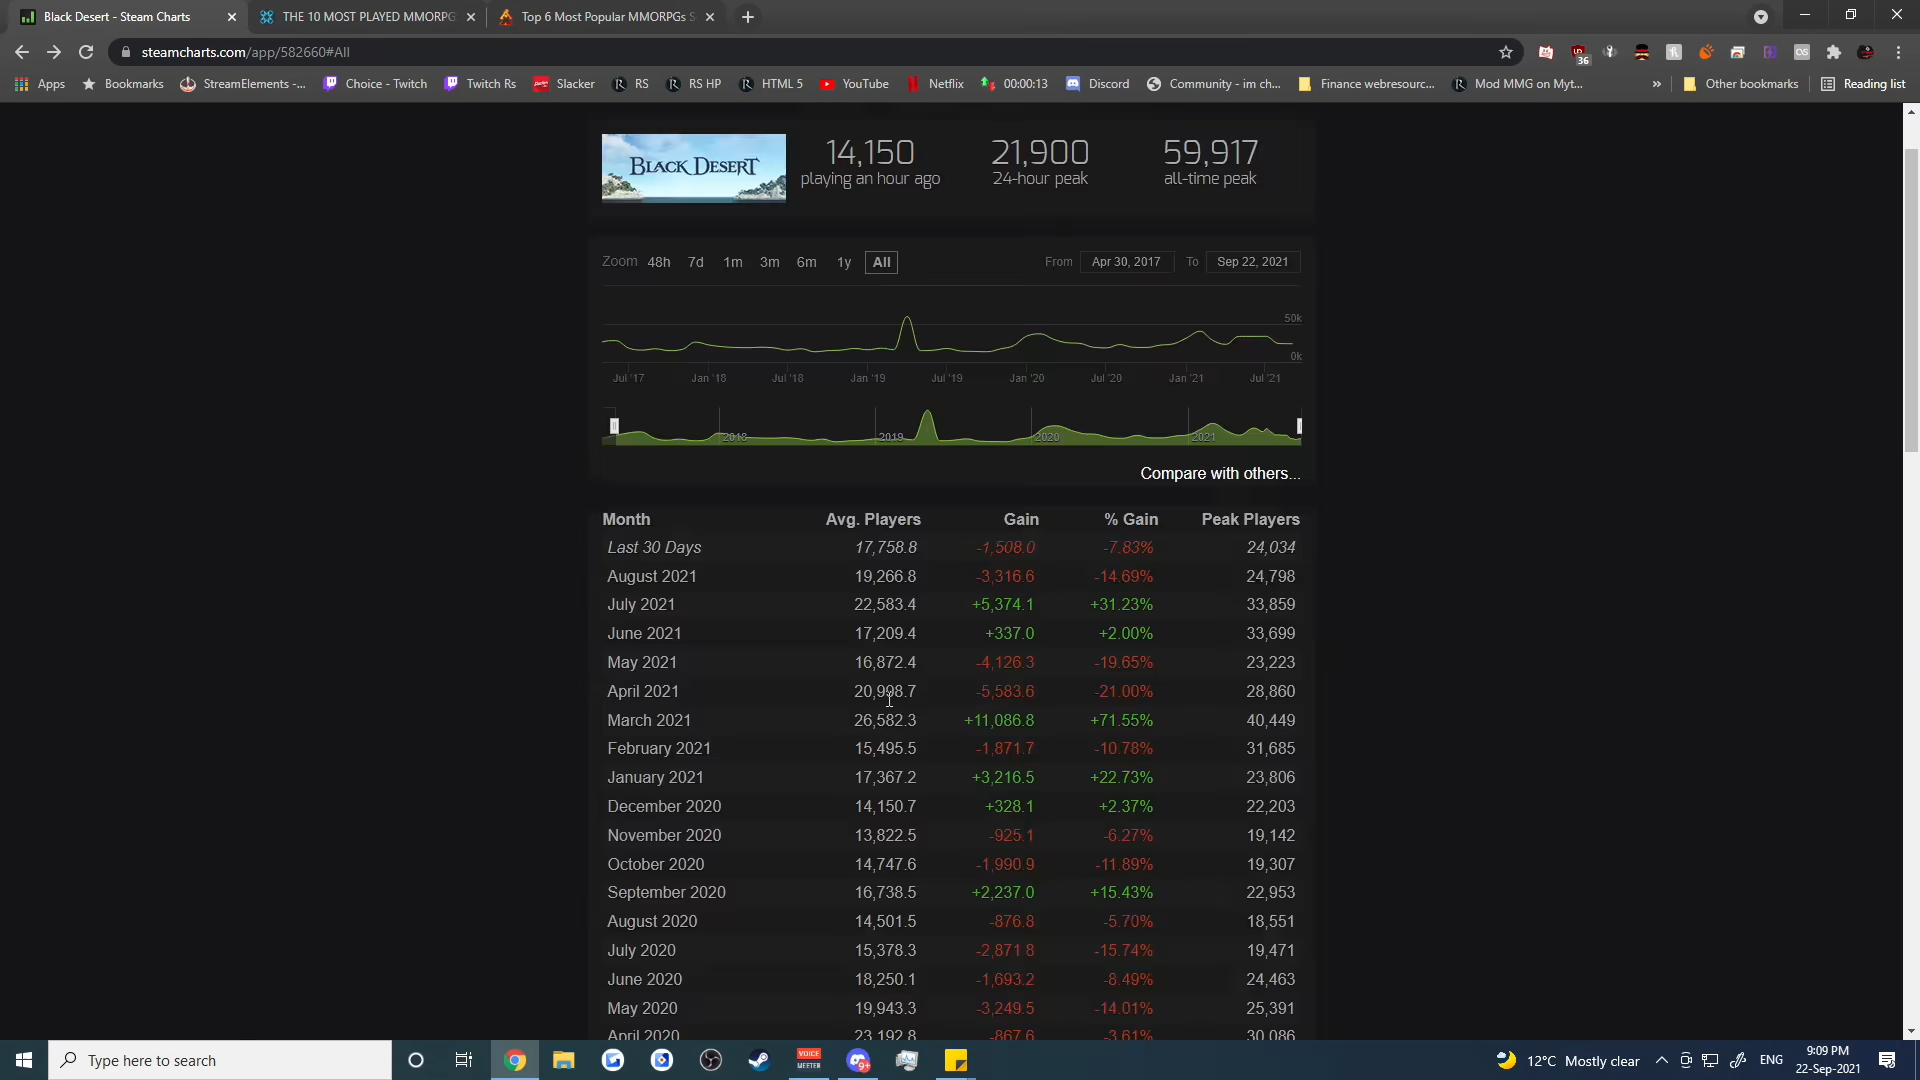 Black Desert - Steam Charts
THE 10 MOST PLAYED MMORPG
Top 6 Most Popular MMORPGs S
steamcharts.com/app/582660#All
36
Apps
Bookmarks
StreamElements -...
Choice - Twitch
Twitch Rs
Slacker
RS
RS HP
HTML 5
YouTube
Netflix
00:00:13
Discord
Community - im ch...
Finance webresourc...
Mod MMG on Myt...
»
Other bookmarks
Reading list
BLACK DESERT
14,150 21,900 59,917
playing an hour ago 24-hour peak all-time peak
Zoom 48h 7d 1m 3m 6m 1y All From Apr 30, 2017 To Sep 22, 2021
50k
0k
Jul '17 Jan '18 Jul '18 Jan '19 Jul '19 Jan '20 Jul '20 Jan '21 Jul '21
2018 2019 2020 2021
Compare with others...
Month Avg. Players Gain % Gain Peak Players
Last 30 Days 17,758.8 -1,508.0 -7.83% 24,034
August 2021 19,266.8 -3,316.6 -14.69% 24,798
July 2021 22,583.4 +5,374.1 +31.23% 33,859
June 2021 17,209.4 +337.0 +2.00% 33,699
May 2021 16,872.4 -4,126.3 -19.65% 23,223
April 2021 20,998.7 -5,583.6 -21.00% 28,860
March 2021 26,582.3 +11,086.8 +71.55% 40,449
February 2021 15,495.5 -1,871.7 -10.78% 31,685
January 2021 17,367.2 +3,216.5 +22.73% 23,806
December 2020 14,150.7 +328.1 +2.37% 22,203
November 2020 13,822.5 -925.1 -6.27% 19,142
October 2020 14,747.6 -1,990.9 -11.89% 19,307
September 2020 16,738.5 +2,237.0 +15.43% 22,953
August 2020 14,501.5 -876.8 -5.70% 18,551
July 2020 15,378.3 -2,871.8 -15.74% 19,471
June 2020 18,250.1 -1,693.2 -8.49% 24,463
May 2020 19,943.3 -3,249.5 -14.01% 25,391
April 2020 23,192.8 -867.6 -3.61% 30,086
Type here to search
VOICE
MEETER
9+
12°C Mostly clear
ENG
9:09 PM
22-Sep-2021